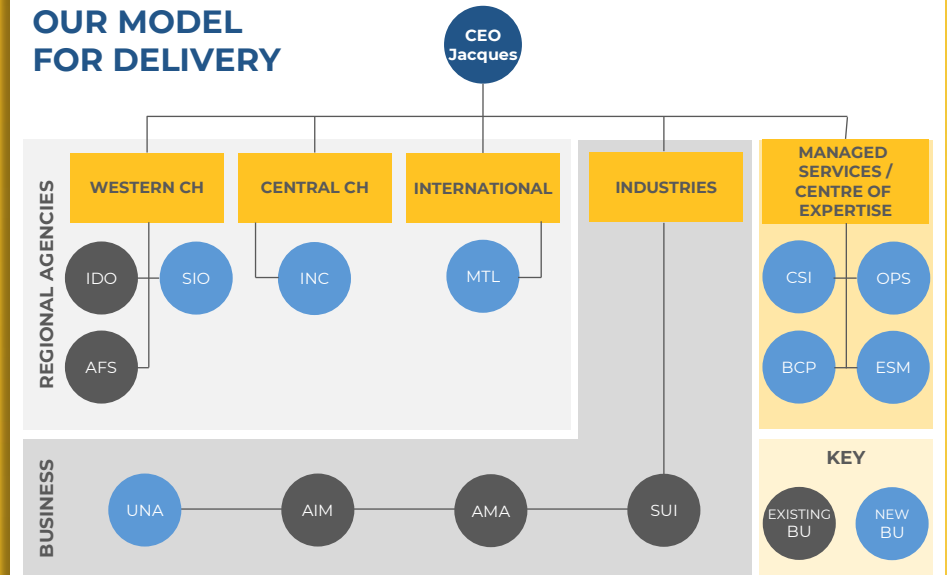 OUR MODEL
FOR DELIVERY
CEO
Jacques
REGIONAL AGENCIES
WESTERN CH
CENTRAL CH
INTERNATIONAL
INDUSTRIES
MANAGED
SERVICES /
CENTRE OF
EXPERTISE
IDO
SIO
INC
MTL
CSI
OPS
AFS
BCP
ESM
BUSINESS
UNA
AIM
AMA
SUI
KEY
EXISTING
BU
NEW
BU